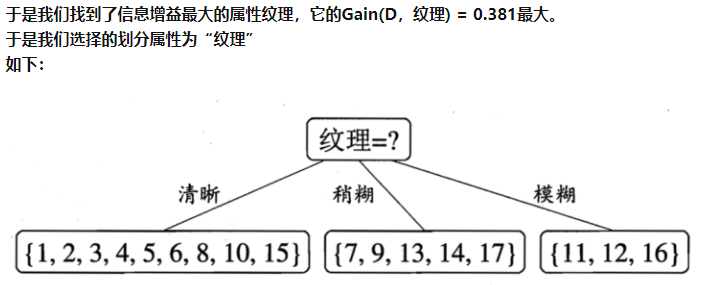 于是我们找到了信息增益最大的属性纹理，它的Gain(D，纹理) = 0.381最大。
于是我们选择的划分属性为“纹理”
如下：
纹理=?
清晰 稍糊 模糊
{1, 2, 3, 4, 5, 6, 8, 10, 15} {7, 9, 13, 14, 17} {11, 12, 16}